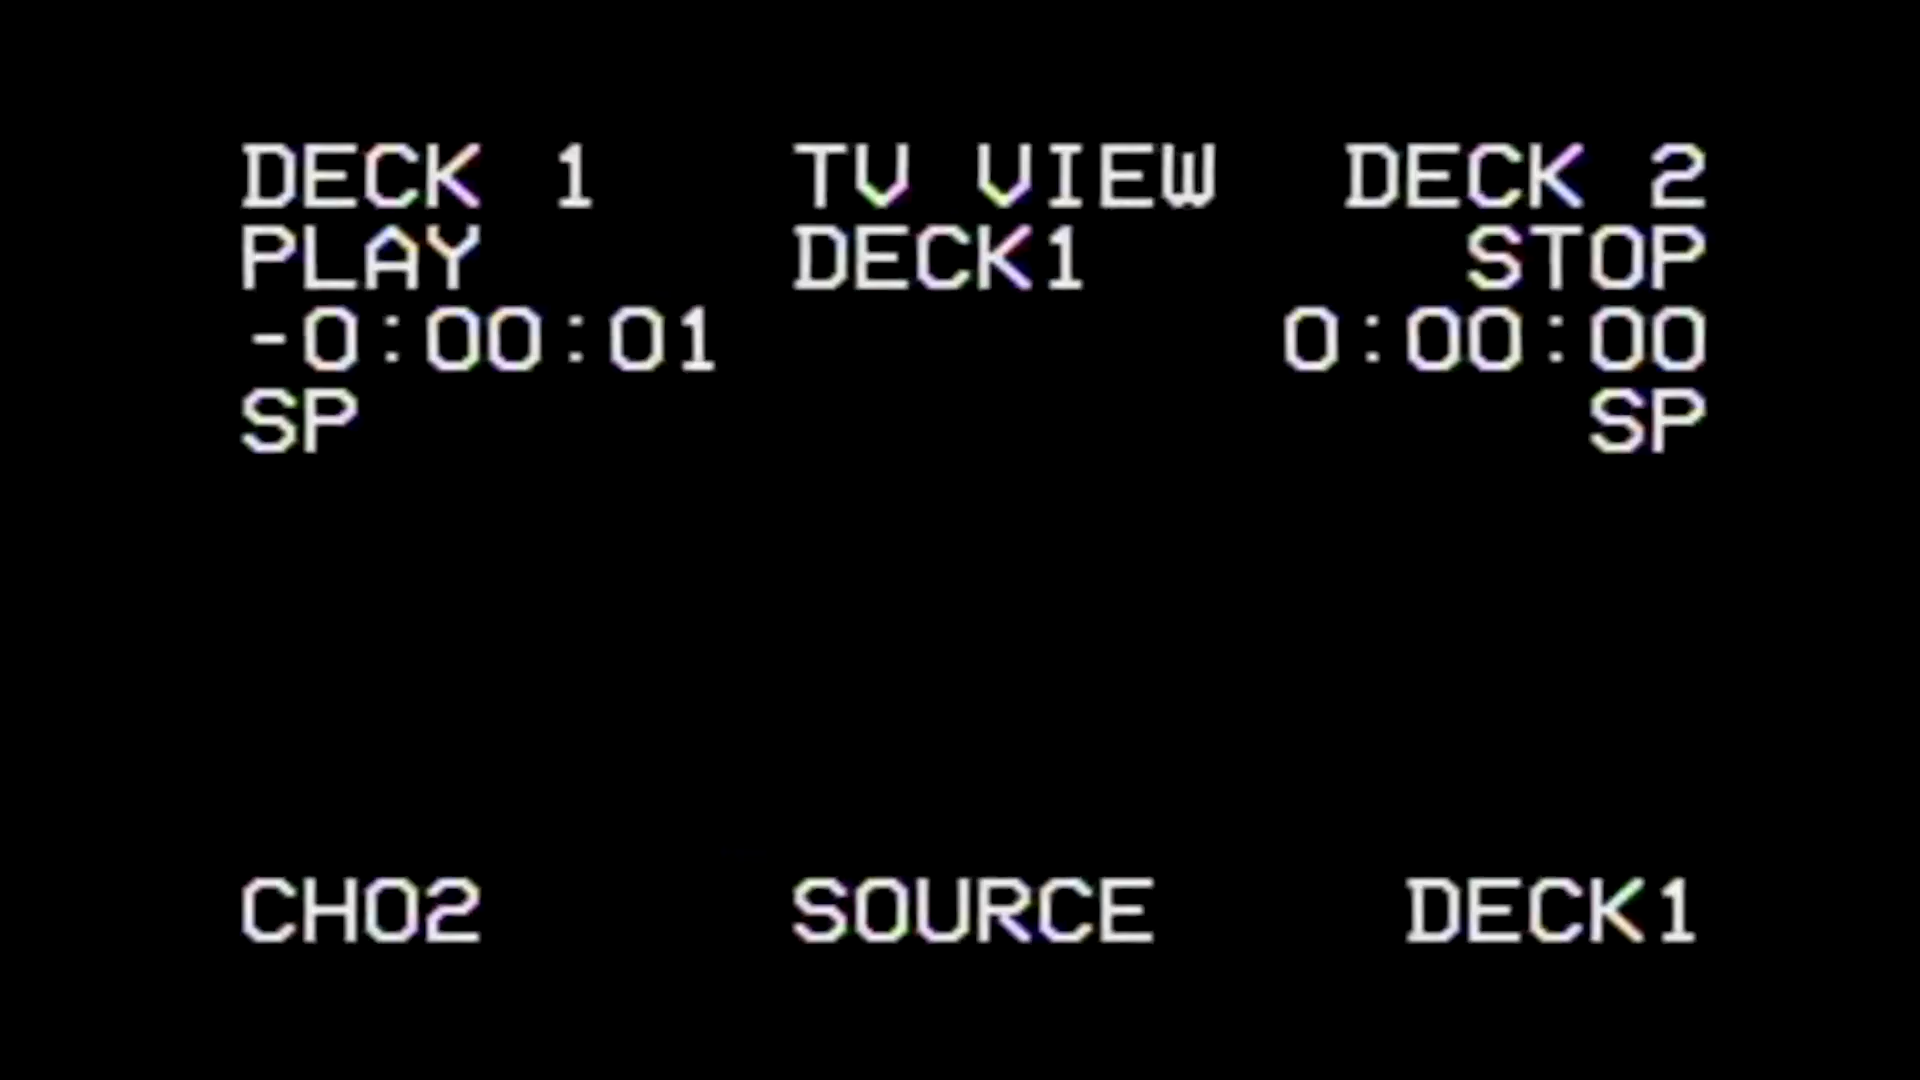 DECK 1 TV VIEW DECK 2
PLAY DECK1 STOP
-0:00:01 0:00:00
SP SP
CH02 SOURCE DECK1